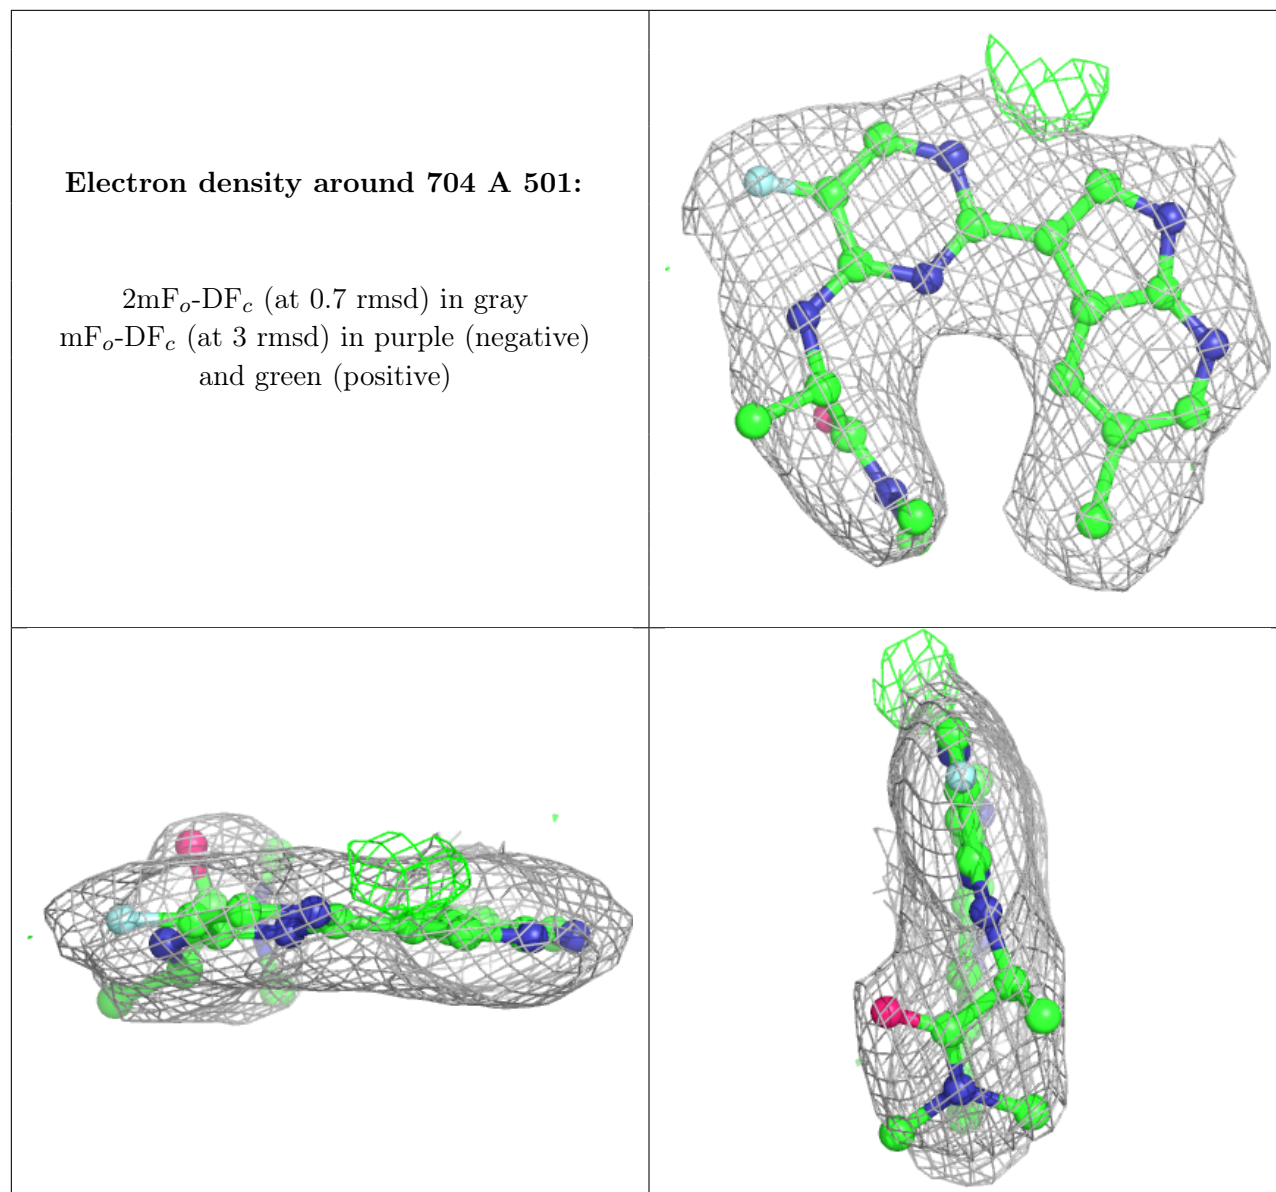 Electron density around 704 A 501:
2mFo-DFc (at 0.7 rmsd) in gray
mFo-DFc (at 3 rmsd) in purple (negative)
and green (positive)